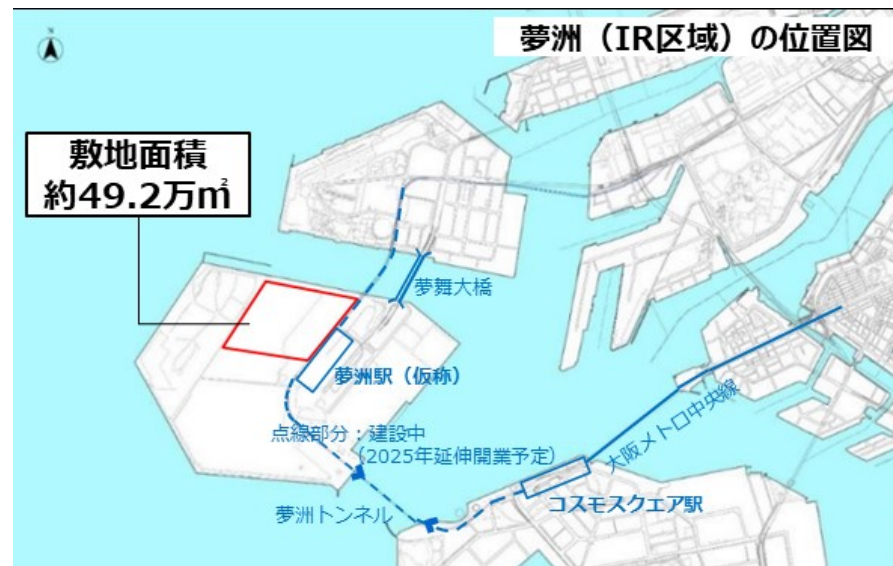 夢洲（IR区域）の位置図
敷地面積
約49.2万㎡
夢舞大橋
夢洲駅（仮称）
点線部分：建設中
（2025年延伸開業予定）
大阪メトロ中央線
コスモスクエア駅
夢洲トンネル